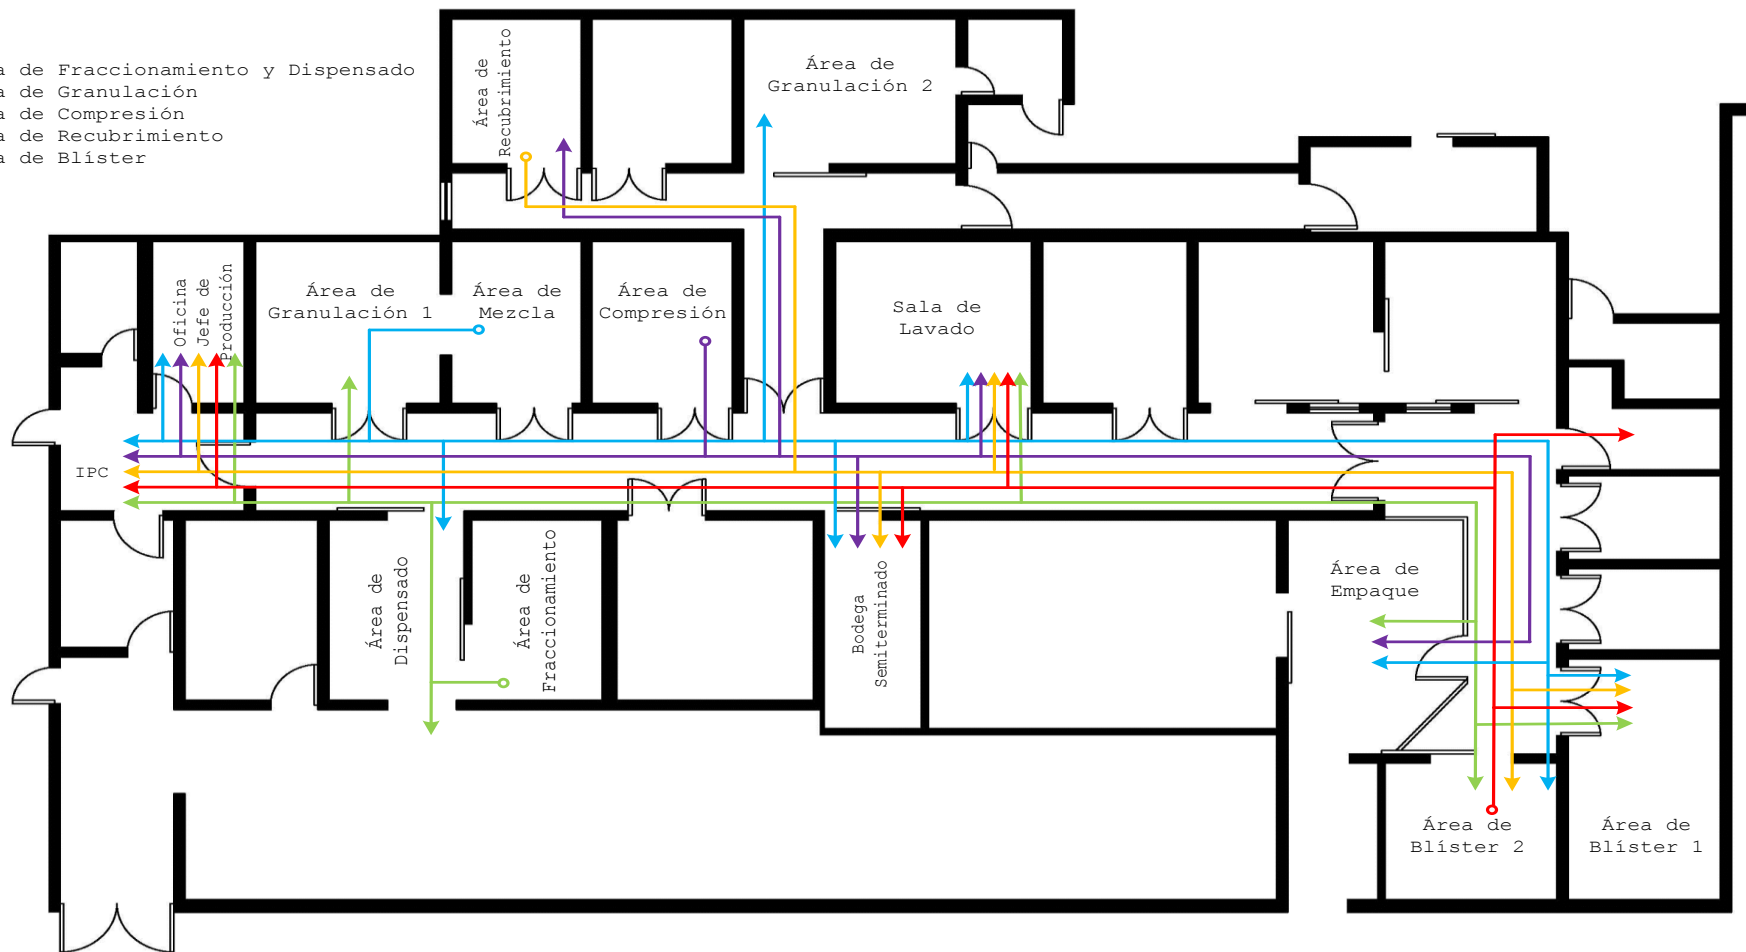 a de Fraccionamiento y Dispensado
a de Granulación
a de Compresión
a de Recubrimiento
a de Blíster
Área de
Recubrimiento
Área de
Granulación 2
Oficina
Jefe de
Producción
Área de
Granulación 1
Área de
Mezcla
Área de
Compresión
Sala de
Lavado
IPC
Área de
Dispensado
Área de
Fraccionamiento
Bodega
Semiterminado
Área de
Empaque
Área de
Blíster 2
Área de
Blíster 1